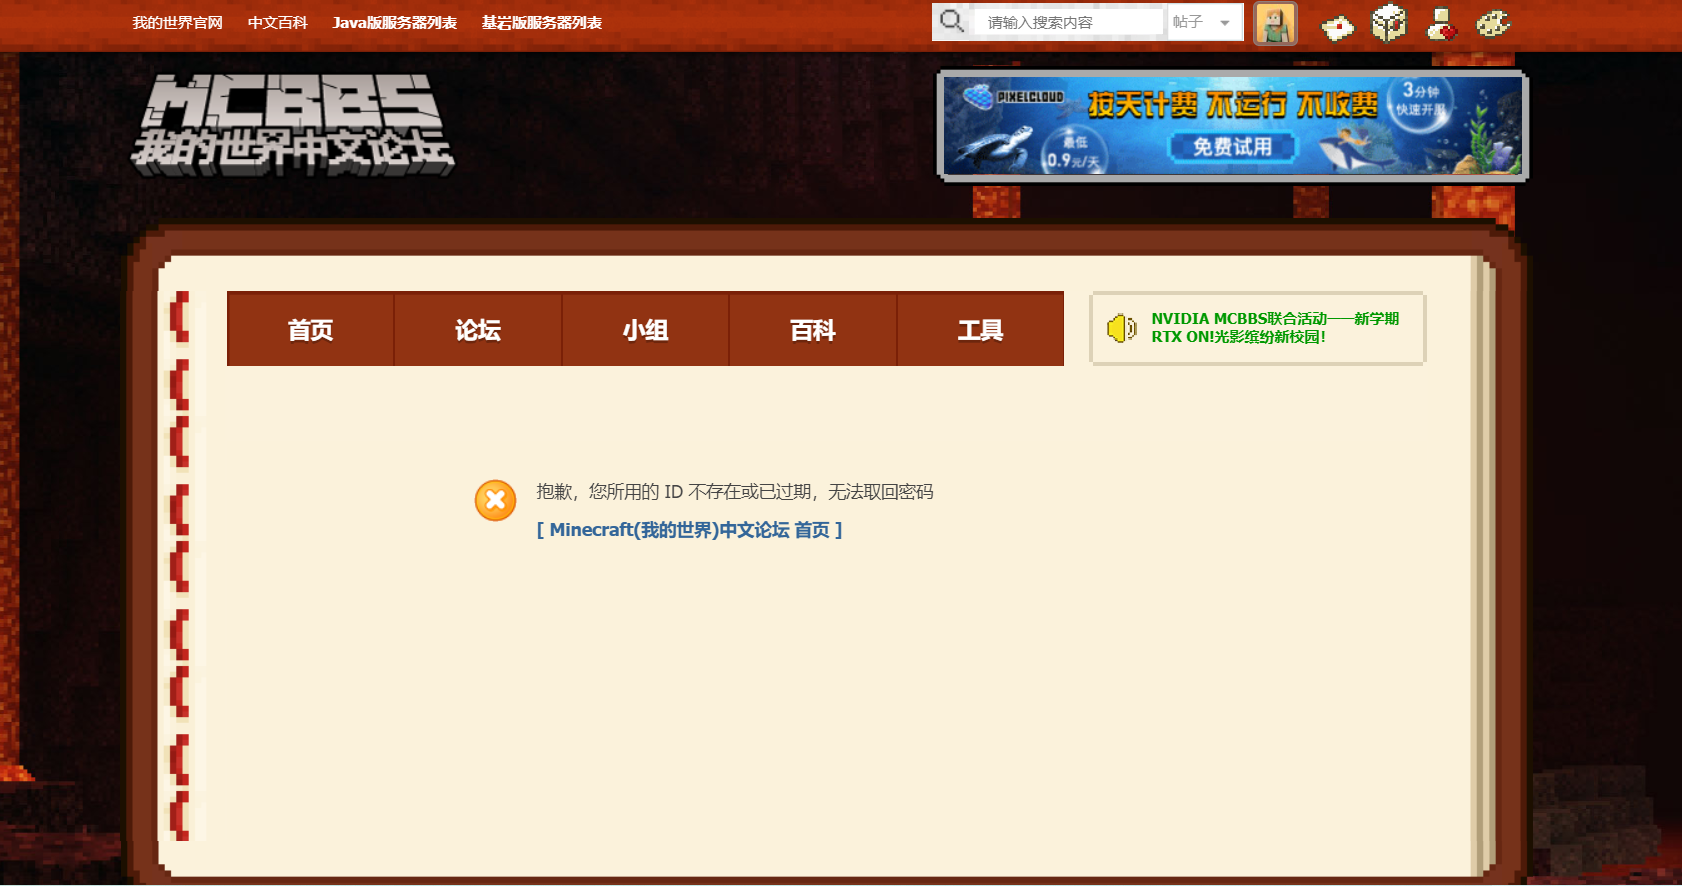 我的世界官网 中文百科 Java版服务器列表 基岩版服务器列表
请输入搜索内容 帖子
MCBBS
我的世界中文论坛
PIXELCLOUD
按天计费 不运行 不收费
3分钟
快速开服
最低
0.9元/天
免费试用
首页 论坛 小组 百科 工具
NVIDIA MCBBS联合活动——新学期
RTX ON!光影缤纷新校园!
抱歉，您所用的 ID 不存在或已过期，无法取回密码
[ Minecraft(我的世界)中文论坛 首页 ]